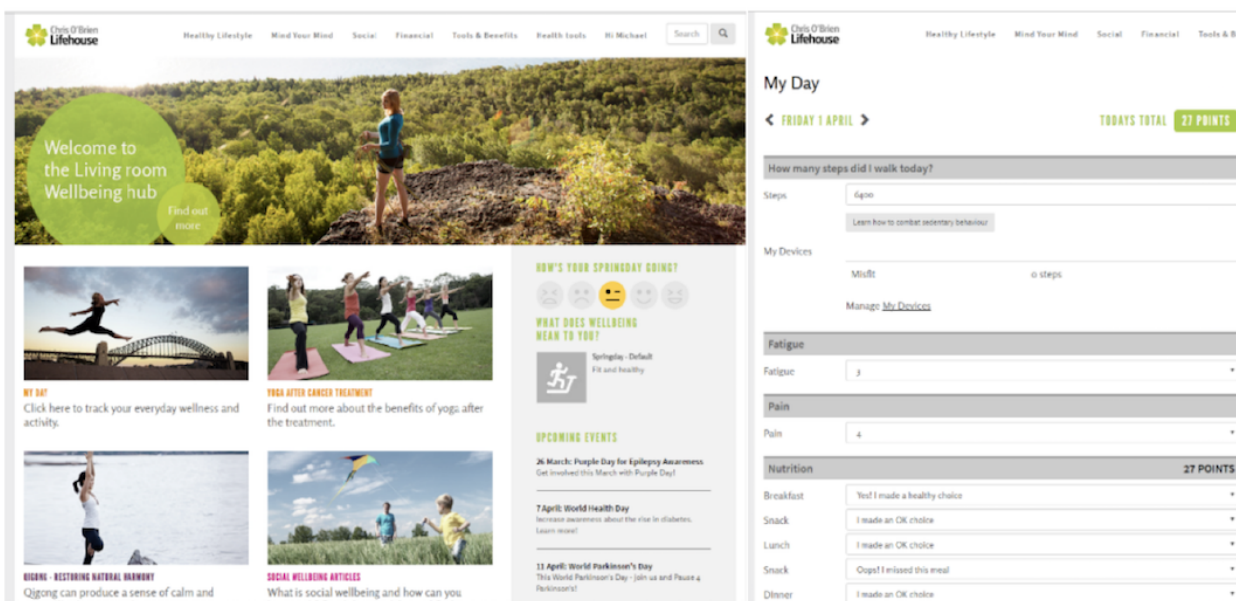 Chris O'Brien
Lifehouse
Healthy Lifestyle Mind Your Mind Social Financial Tools & Benefits Health tools Hi Michael Search
Welcome to
the Living room
Wellbeing hub
Find out
more
MY DAY
Click here to track your everyday wellness and
activity.
YOGA AFTER CANCER TREATMENT
Find out more about the benefits of yoga after
the treatment.
QIGONG - RESTORING NATURAL HARMONY
Qigong can produce a sense of calm and
SOCIAL WELLBEING ARTICLES
What is social wellbeing and how can you
HOW'S YOUR SPRINGDAY GOING?
WHAT DOES WELLBEING
MEAN TO YOU?
Springday - Default
Fit and healthy
UPCOMING EVENTS
26 March: Purple Day for Epilepsy Awareness
Get involved this March with Purple Day!
7 April: World Health Day
Increase awareness about the rise in diabetes.
Learn more!
11 April: World Parkinson's Day
This World Parkinson's Day - join us and Pause 4
Parkinson's!
Chris O'Brien
Lifehouse
Healthy Lifestyle Mind Your Mind Social Financial Tools & B
My Day
FRIDAY 1 APRIL TODAYS TOTAL 27 POINTS
How many steps did I walk today?
Steps 6400
Learn how to combat sedentary behaviour
My Devices
Misfit 0 steps
Manage My Devices
Fatigue
Fatigue 3
Pain
Pain 4
Nutrition 27 POINTS
Breakfast Yes! I made a healthy choice
Snack I made an OK choice
Lunch I made an OK choice
Snack Oops! I missed this meal
Dinner I made an OK choice